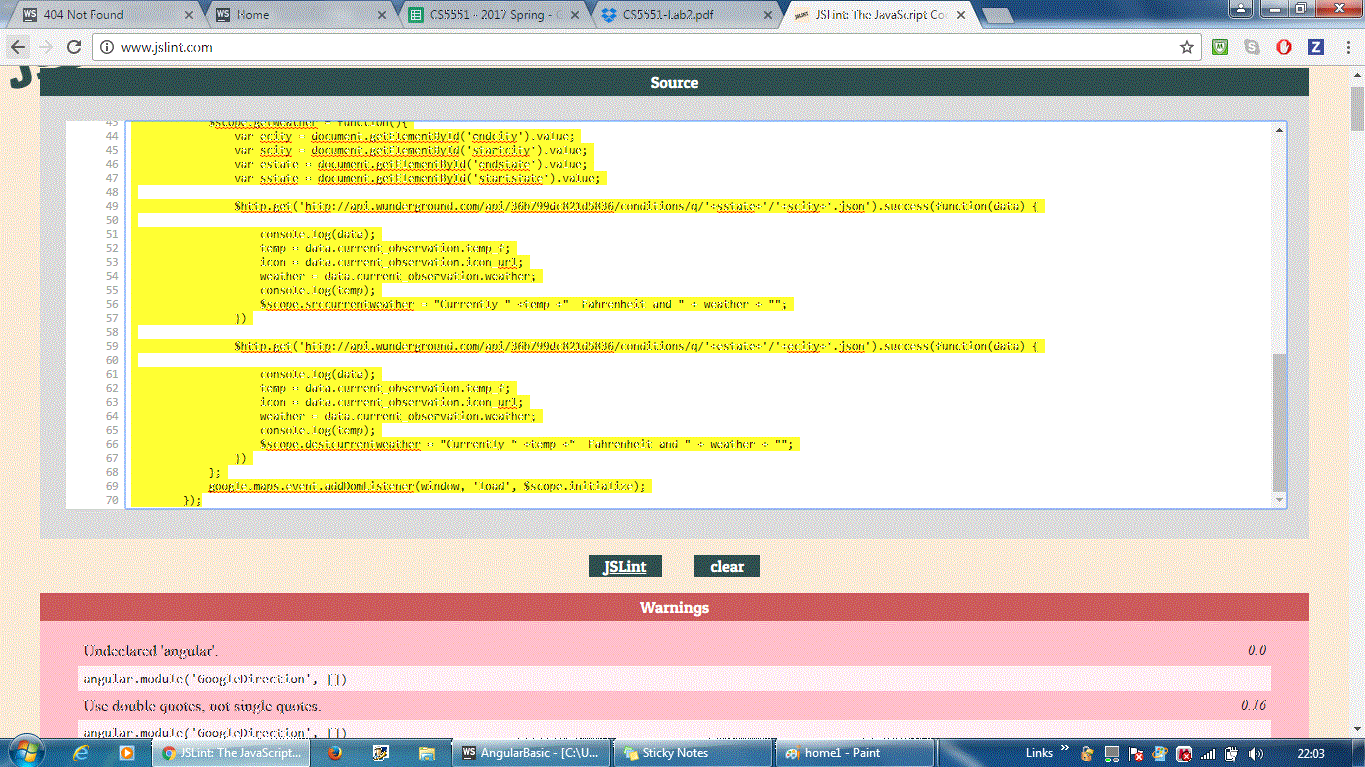 404 Not Found
Home
CS5551 - 2017 Spring - G
CS5551-Lab2.pdf
JSLint: The JavaScript Co
www.jslint.com
Source
43 $scope.getweather = function(){
44 var ecity = document.getElementById('endcity').value;
45 var scity = document.getElementById('startcity').value;
46 var estate = document.getElementById('endstate').value;
47 var sstate = document.getElementById('startstate').value;
48
49 $http.get('http://api.wunderground.com/api/ /conditions/q/'+sstate+'/'+scity+'.json').success(function(data) {
50
51 console.log(data);
52 temp = data.current_observation.temp_f;
53 icon = data.current_observation.icon_url;
54 weather = data.current_observation.weather;
55 console.log(temp);
56 $scope.srccurrentweather = "Currently " +temp +" Fahrenheit and " + weather + "";
57 })
58
59 $http.get('http://api.wunderground.com/api/ /conditions/q/'+estate+'/'+ecity+'.json').success(function(data) {
60
61 console.log(data);
62 temp = data.current_observation.temp_f;
63 icon = data.current_observation.icon_url;
64 weather = data.current_observation.weather;
65 console.log(temp);
66 $scope.destcurrentweather = "Currently " +temp +" Fahrenheit and " + weather + "";
67 })
68 };
69 google.maps.event.addDomListener(window, 'load', $scope.initialize);
70 });
JSLint clear
Warnings
Undeclared 'angular'. 0.0
angular.module('GoogleDirection', [])
Use double quotes, not single quotes. 0.16
angular.module('GoogleDirection', [])
JSLint: The JavaScript...
AngularBasic - [C:\U...
Sticky Notes
home1 - Paint
Links
22:03